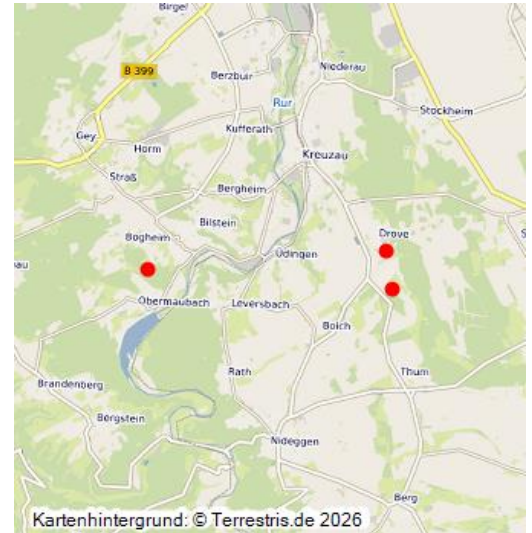 Birgel
B 399
Berzbuir
Niederau
Rur
Stockheim
Gey
Kufferath
Horm
Kreuzau
Straß
Bergheim
Bilstein
Drove
S
Bogheim
au
Üdingen
Obermaubach
Leversbach
Boich
Rath
Thum
Brandenberg
Bergstein
Nideggen
Berg
Kartenhintergrund: © Terrestris.de 2026